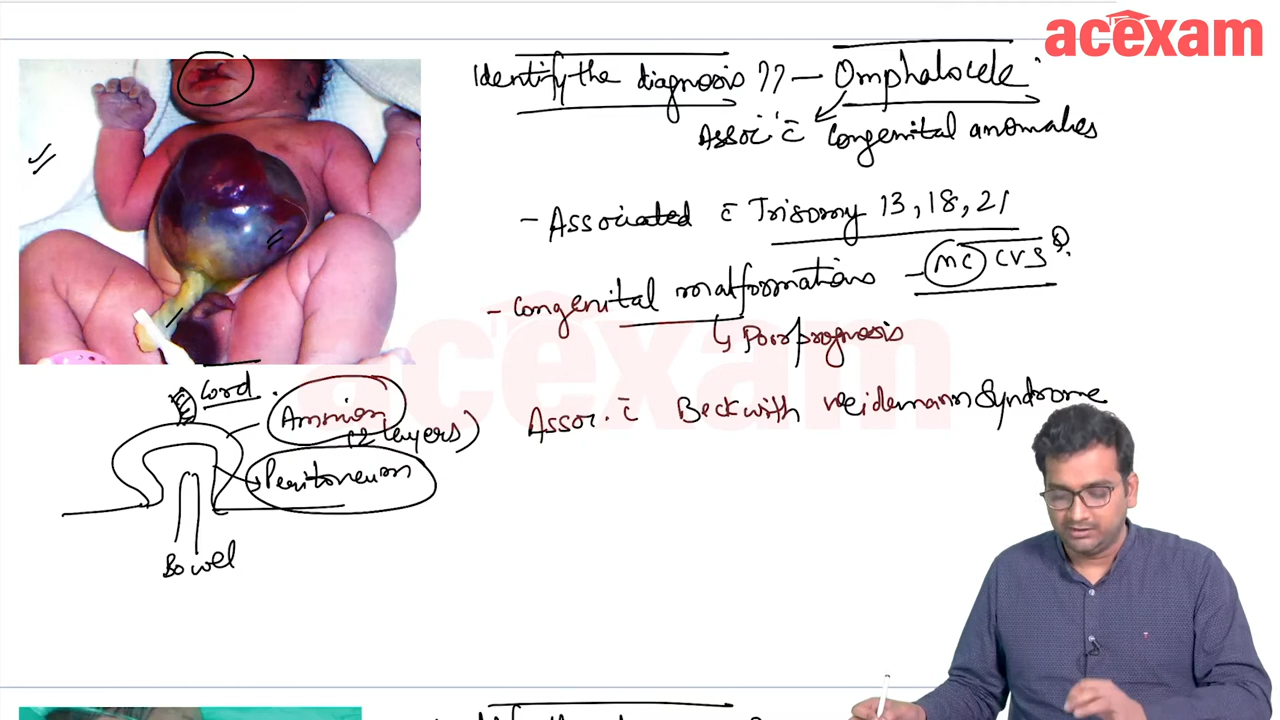 acexam
Identify the diagnosis ?? — Omphalocele
Assoc. c̄ Congenital anomalies
- Associated c̄ Trisomy 13, 18, 21
- Congenital malformations — MC CVS Q.
↳ Poor prognosis
Assoc. c̄ Beckwith weidemann Syndrome
Cord.
Amnion
(2 layers)
Peritoneum
Bowel
acexam